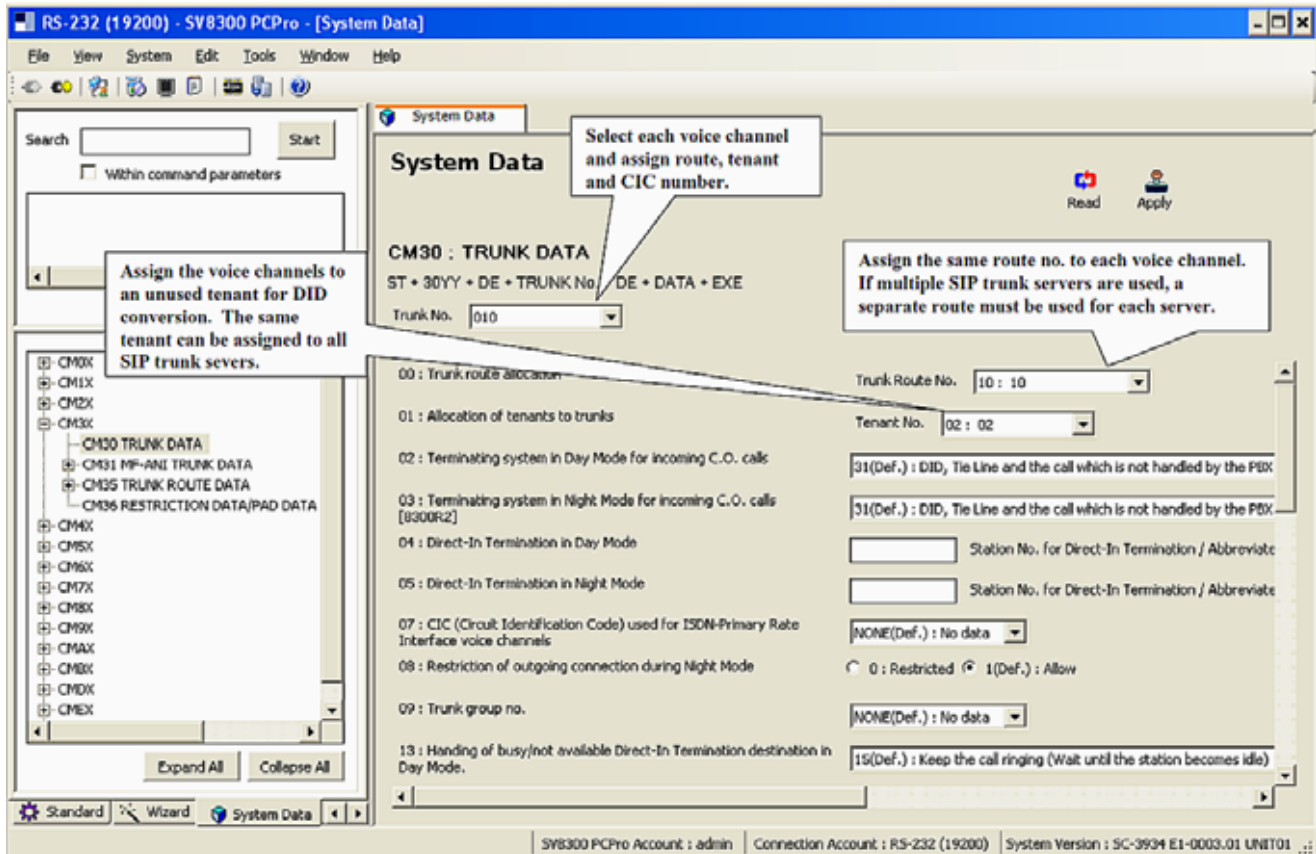 RS-232 (19200) - SV8300 PCPro - [System Data]
File View System Edit Tools Window Help
System Data
Search
Start
Within command parameters
System Data
Select each voice channel
and assign route, tenant
and CIC number.
Read
Apply
CM30 : TRUNK DATA
ST + 30YY + DE + TRUNK No DE + DATA + EXE
Trunk No. 010
Assign the voice channels to
an unused tenant for DID
conversion. The same
tenant can be assigned to all
SIP trunk severs.
Assign the same route no. to each voice channel.
If multiple SIP trunk servers are used, a
separate route must be used for each server.
CM0X
CM1X
CM2X
CM3X
CM30 TRUNK DATA
CM31 MF-ANI TRUNK DATA
CM35 TRUNK ROUTE DATA
CM36 RESTRICTION DATA/PAD DATA
CM4X
CM5X
CM6X
CM7X
CM8X
CM9X
CMAX
CMBX
CMDX
CMEX
Expand All
Collapse All
Standard
Wizard
System Data
00 : Trunk route allocation
Trunk Route No. 10 : 10
01 : Allocation of tenants to trunks
Tenant No. 02 : 02
02 : Terminating system in Day Mode for incoming C.O. calls
31(Def.) : DID, Tie Line and the call which is not handled by the PBX
03 : Terminating system in Night Mode for incoming C.O. calls
[8300R2]
31(Def.) : DID, Tie Line and the call which is not handled by the PBX
04 : Direct-In Termination in Day Mode
Station No. for Direct-In Termination / Abbreviate
05 : Direct-In Termination in Night Mode
Station No. for Direct-In Termination / Abbreviate
07 : CIC (Circuit Identification Code) used for ISDN-Primary Rate
Interface voice channels
NONE(Def.) : No data
08 : Restriction of outgoing connection during Night Mode
0 : Restricted 1(Def.) : Allow
09 : Trunk group no.
NONE(Def.) : No data
13 : Handing of busy/not available Direct-In Termination destination in
Day Mode.
15(Def.) : Keep the call ringing (Wait until the station becomes idle)
SV8300 PCPro Account : admin
Connection Account : RS-232 (19200)
System Version : SC-3934 E1-0003.01 UNIT01